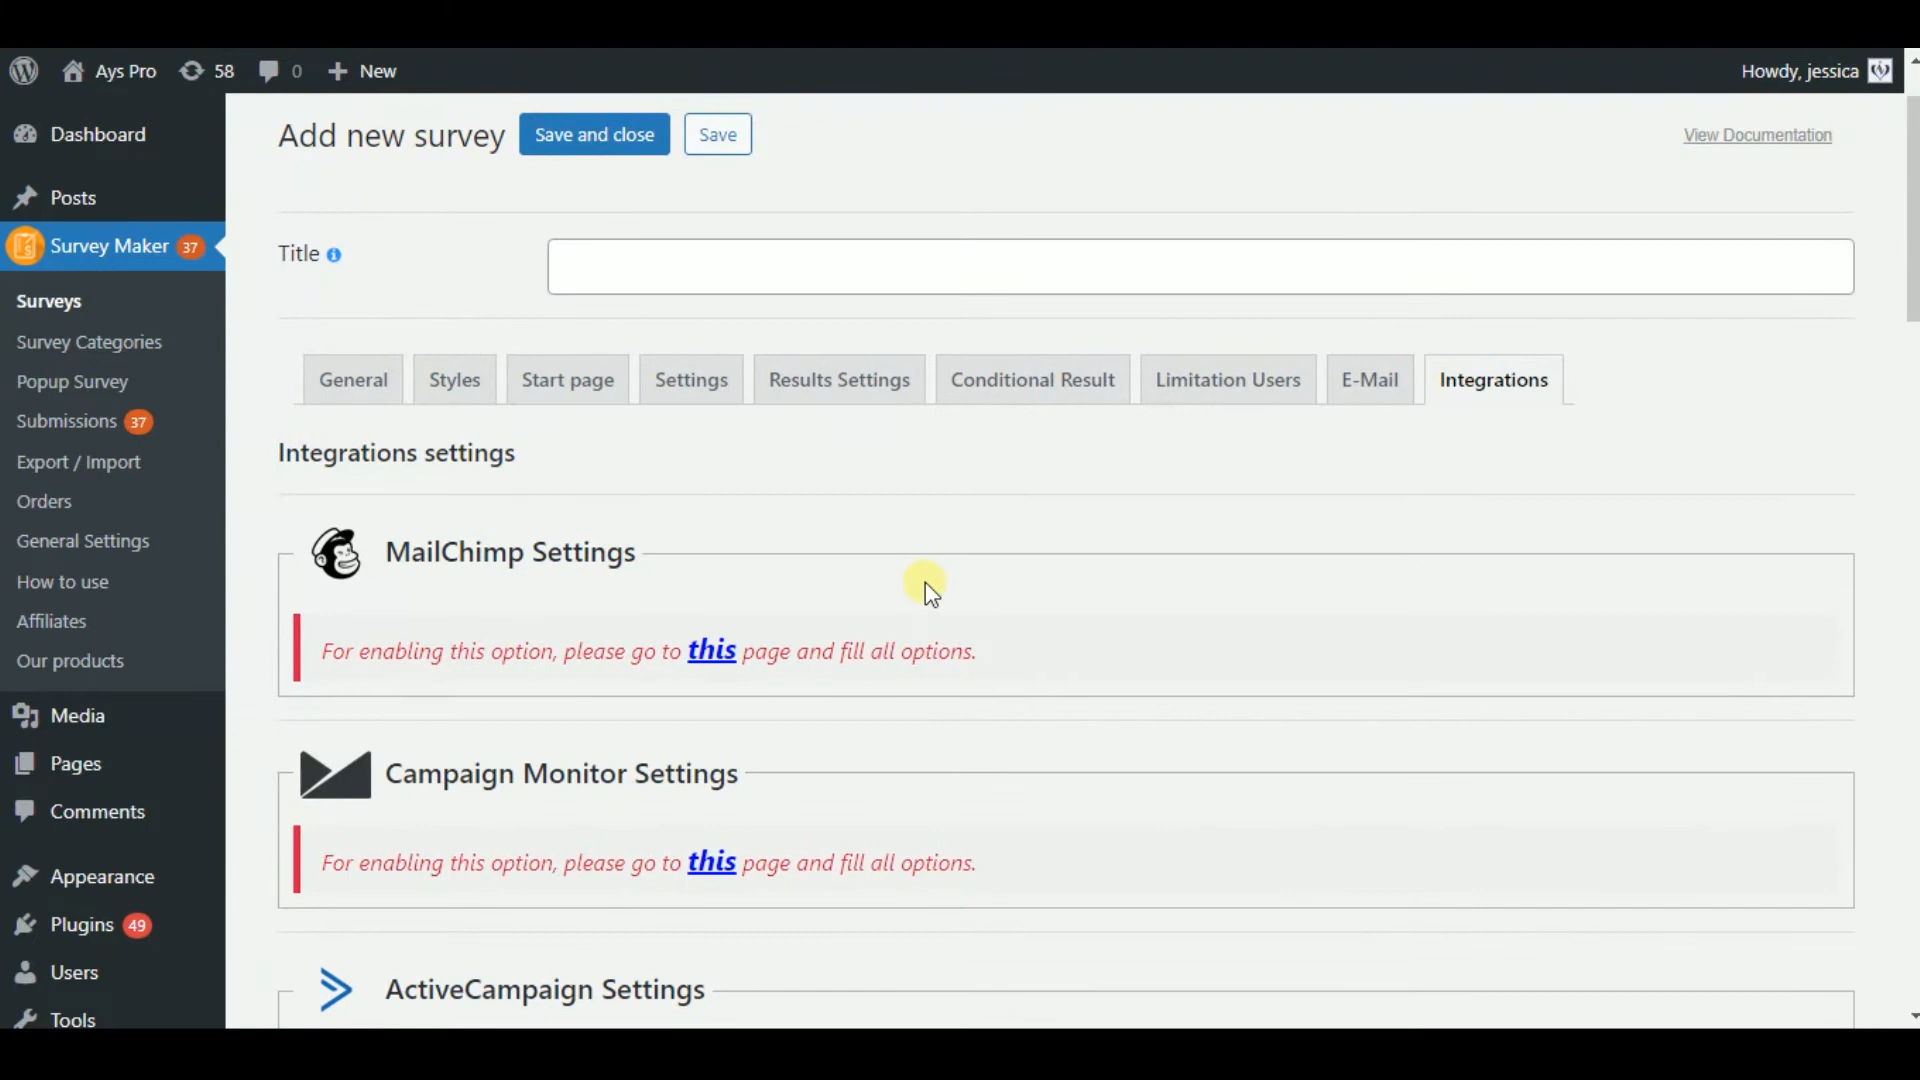 Ays Pro 58 0 New Howdy, jessica
Dashboard
Posts
Survey Maker 37
Surveys
Survey Categories
Popup Survey
Submissions 37
Export / Import
Orders
General Settings
How to use
Affiliates
Our products
Media
Pages
Comments
Appearance
Plugins 49
Users
Tools
Add new survey Save and close Save View Documentation
Title
General Styles Start page Settings Results Settings Conditional Result Limitation Users E-Mail Integrations
Integrations settings
MailChimp Settings
For enabling this option, please go to this page and fill all options.
Campaign Monitor Settings
For enabling this option, please go to this page and fill all options.
ActiveCampaign Settings